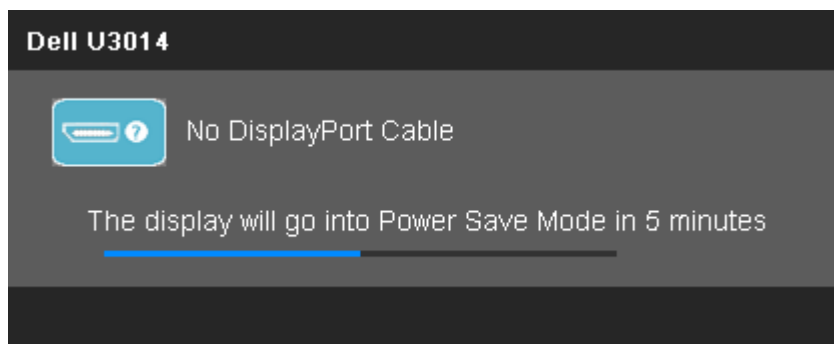 Dell U3014
?
No DisplayPort Cable
The display will go into Power Save Mode in 5 minutes